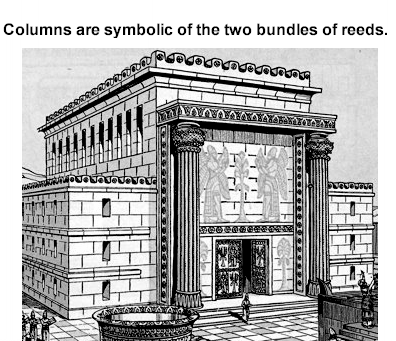 Columns are symbolic of the two bundles of reeds.